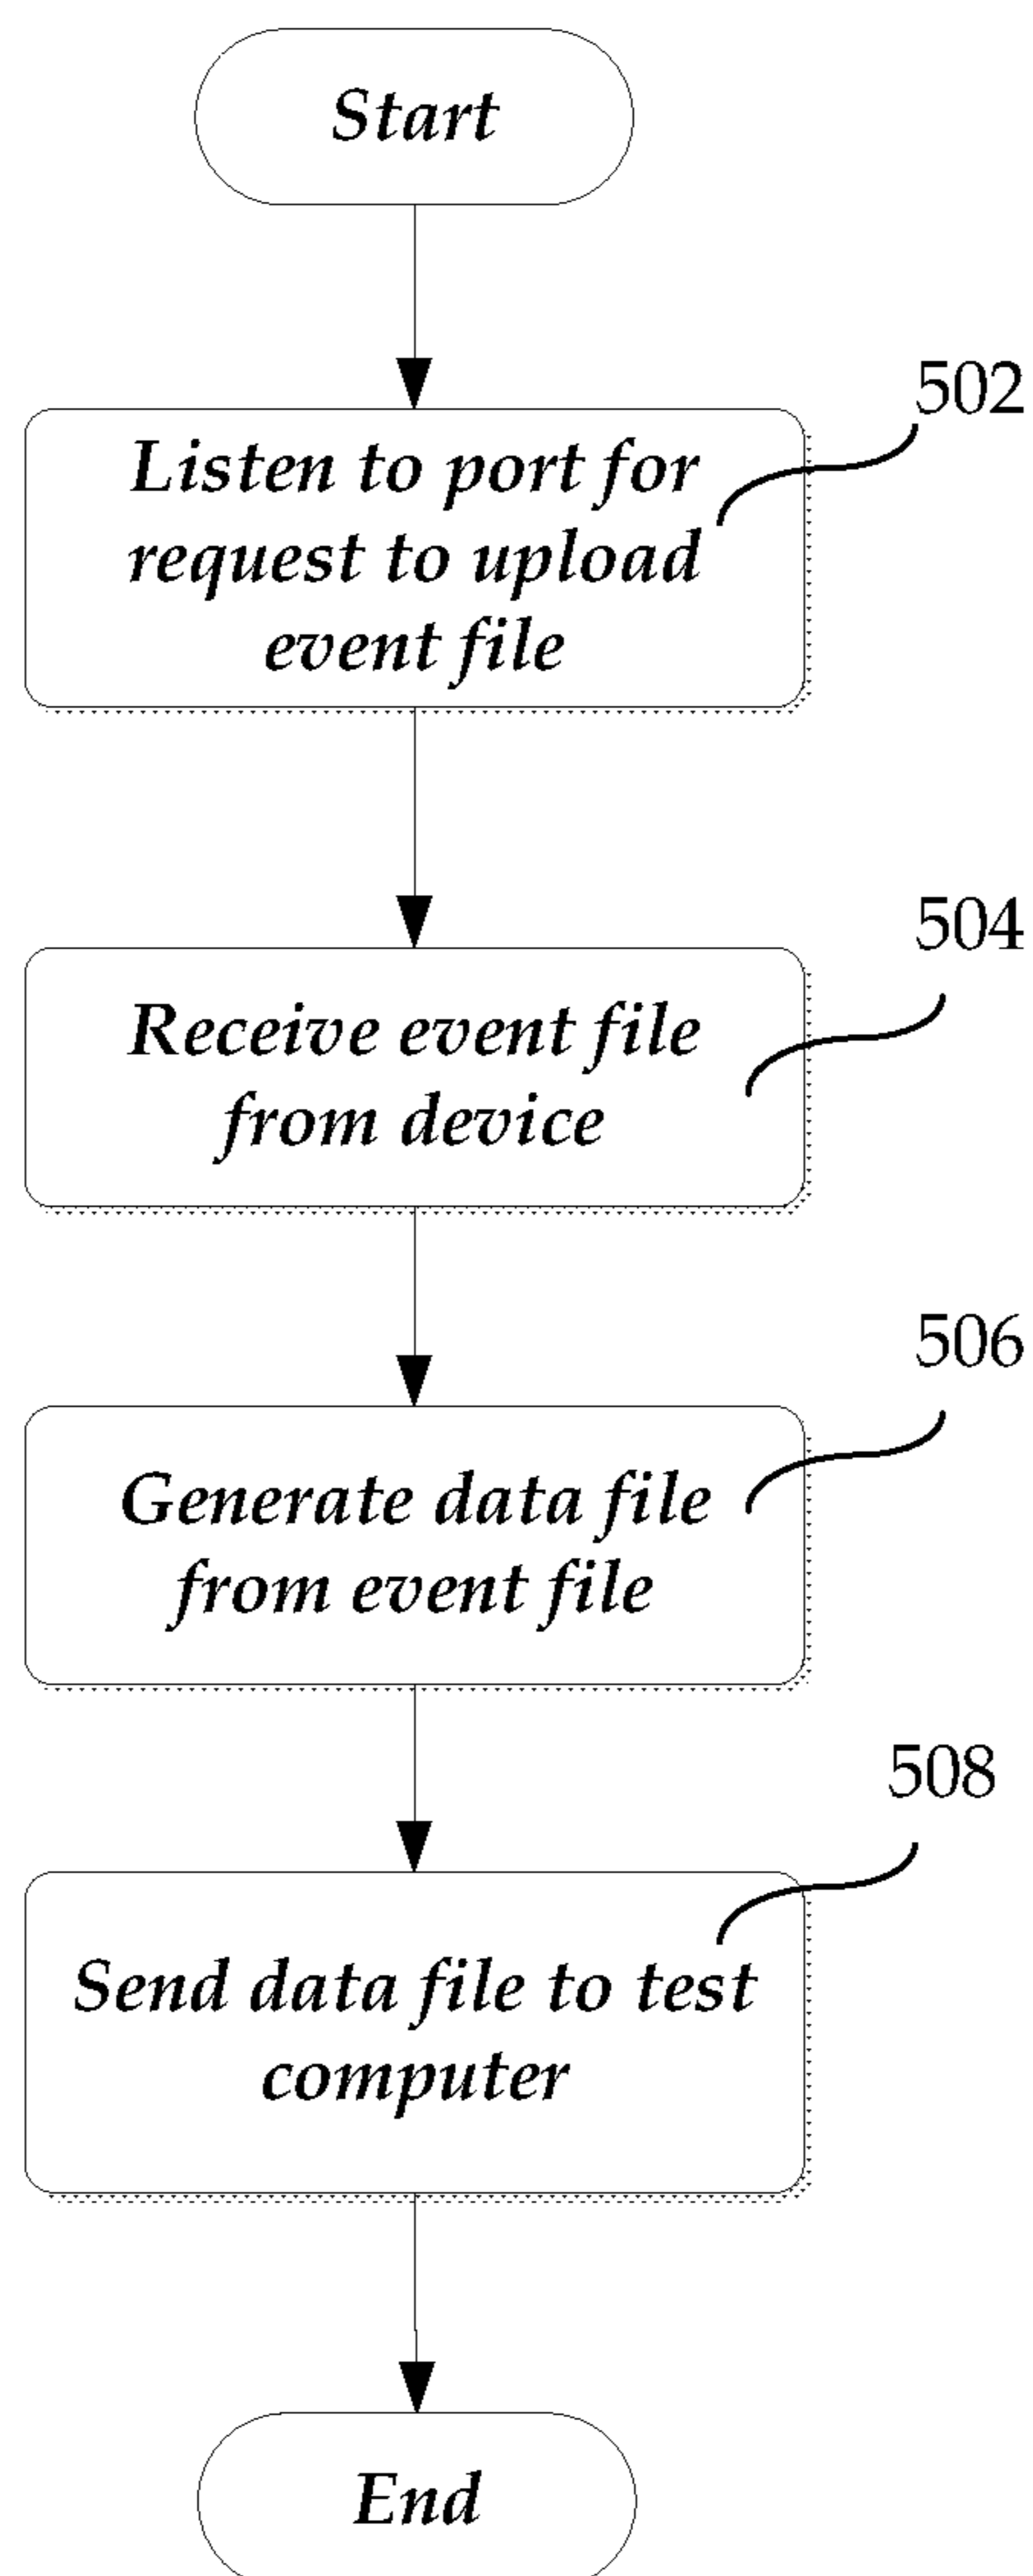 Start
502
Listen to port for
request to upload
event file
504
Receive event file
from device
506
Generate data file
from event file
508
Send data file to test
computer
End